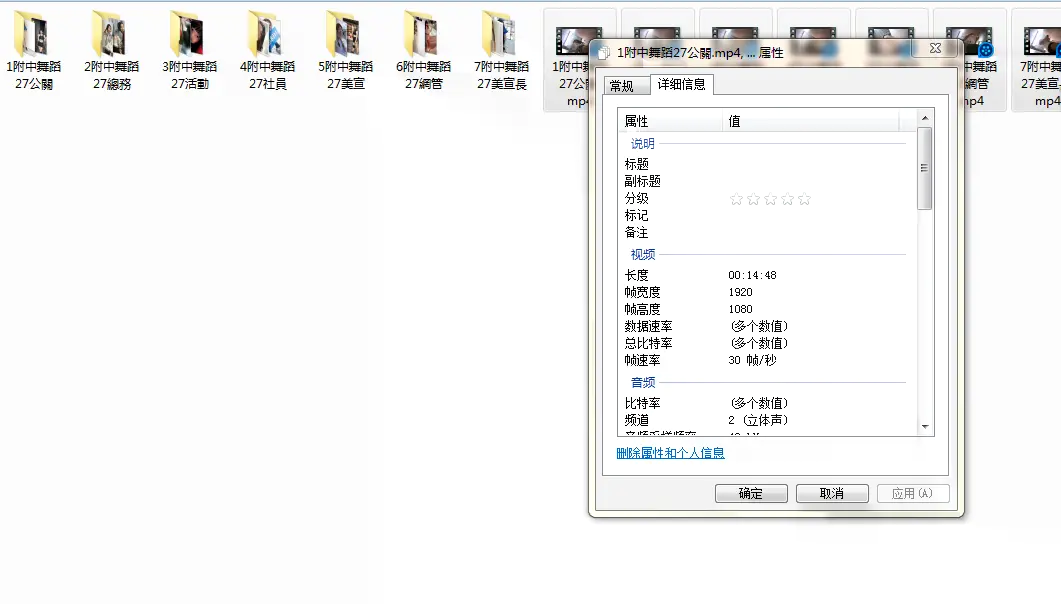 1附中舞蹈
27公關
2附中舞蹈
27總務
3附中舞蹈
27活動
4附中舞蹈
27社員
5附中舞蹈
27美宣
6附中舞蹈
27網管
7附中舞蹈
27美宣長
1附中
27公
mp4
舞蹈
網管
mp4
7附中舞
27美宣
mp4
1附中舞蹈27公關.mp4, ... 属性
常规
详细信息
属性 值
说明
标题
副标题
分级
标记
备注
视频
长度 00:14:48
帧宽度 1920
帧高度 1080
数据速率 (多个数值)
总比特率 (多个数值)
帧速率 30 帧/秒
音频
比特率 (多个数值)
频道 2 (立体声)
删除属性和个人信息
确定 取消 应用(A)